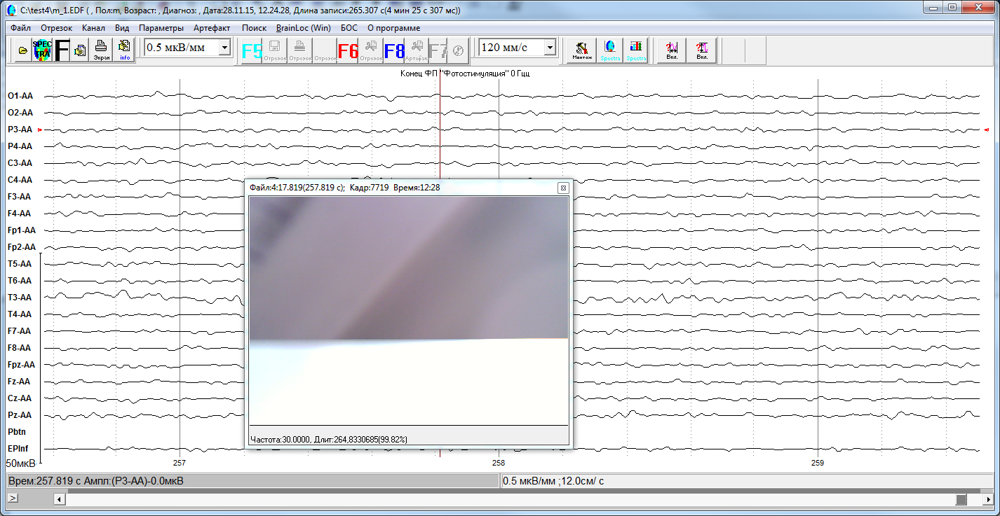 C:\test4\m_1.EDF ( , Пол:m, Возраст: , Диагноз: , Дата:28.11.15, 12.24.28, Длина записи:265.307 с(4 мин 25 с 307 мс))
Файл Отрезок Канал Вид Параметры Артефакт Поиск BrainLoc (Win) БОС О программе
SPEC TRA F Экран info 0.5 мкВ/мм F5 Отрезок Отрезок Отрезок F6 Отрезок F8 Артефак F7 120 мм/с Монтаж Spectra Spectra Вкл. Вкл.
Конец ФП "Фотостимуляция" 0 Гцц
O1-AA
O2-AA
P3-AA
P4-AA
C3-AA
C4-AA
F3-AA
F4-AA
Fp1-AA
Fp2-AA
T5-AA
T6-AA
T3-AA
T4-AA
F7-AA
F8-AA
Fpz-AA
Fz-AA
Cz-AA
Pz-AA
Pbtn
EPInf
50мкВ
Файл:4:17.819(257.819 с); Кадр:7719 Время:12:28
Частота:30.0000, Длит:264,8330685(99.82%)
257 258 259
Врем:257.819 с Ампл:(P3-AA)-0.0мкВ
0.5 мкВ/мм ;12.0см/ с
>